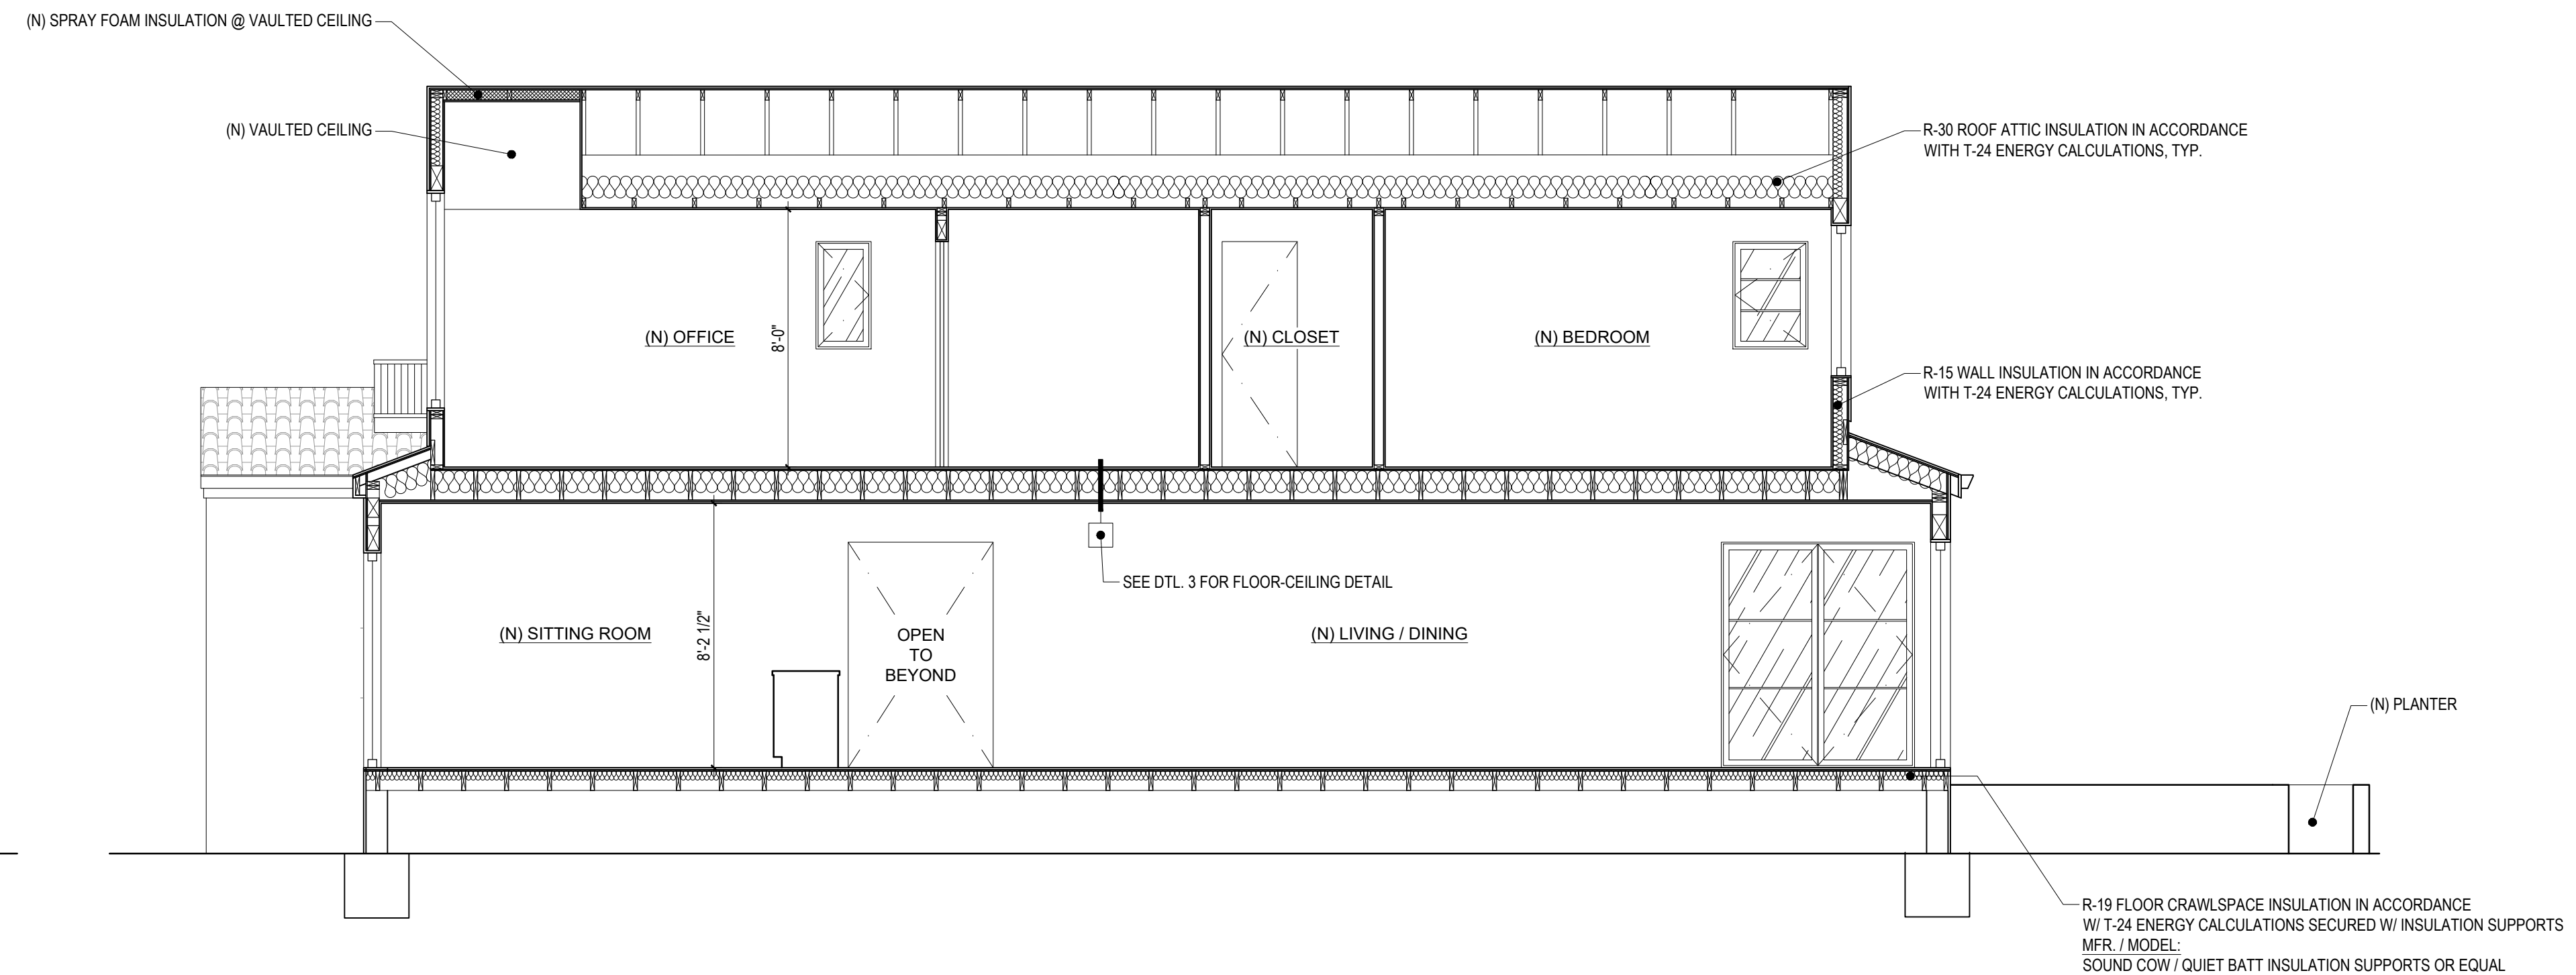 (N) SPRAY FOAM INSULATION @ VAULTED CEILING
(N) VAULTED CEILING
R-30 ROOF ATTIC INSULATION IN ACCORDANCE
WITH T-24 ENERGY CALCULATIONS, TYP.
(N) OFFICE
8'-0"
(N) CLOSET
(N) BEDROOM
R-15 WALL INSULATION IN ACCORDANCE
WITH T-24 ENERGY CALCULATIONS, TYP.
SEE DTL. 3 FOR FLOOR-CEILING DETAIL
(N) SITTING ROOM
8'-2 1/2"
OPEN
TO
BEYOND
(N) LIVING / DINING
(N) PLANTER
R-19 FLOOR CRAWLSPACE INSULATION IN ACCORDANCE
W/ T-24 ENERGY CALCULATIONS SECURED W/ INSULATION SUPPORTS
MFR. / MODEL:
SOUND COW / QUIET BATT INSULATION SUPPORTS OR EQUAL